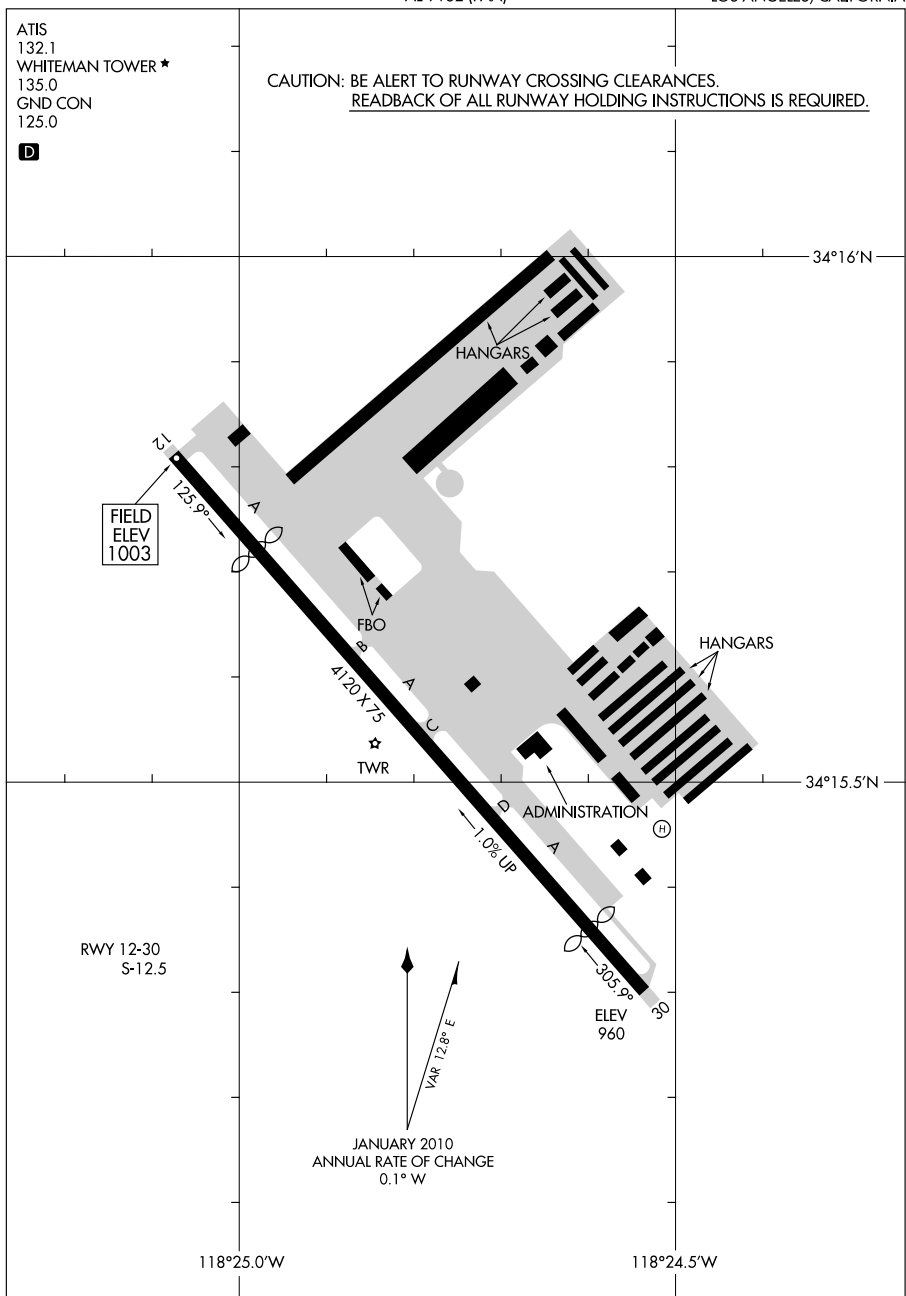 LOS ANGELES, CALIFORNIA
ATIS
132.1
WHITEMAN TOWER ★
135.0
GND CON
125.0
D
CAUTION: BE ALERT TO RUNWAY CROSSING CLEARANCES.
READBACK OF ALL RUNWAY HOLDING INSTRUCTIONS IS REQUIRED.
34°16'N
HANGARS
12
125.9°
A
FIELD
ELEV
1003
FBO
B
HANGARS
4120 X 75
A
C
TWR
34°15.5'N
D
ADMINISTRATION
H
1.0% UP
A
RWY 12-30
S-12.5
305.9°
30
ELEV
960
VAR 12.8° E
JANUARY 2010
ANNUAL RATE OF CHANGE
0.1° W
118°25.0'W
118°24.5'W